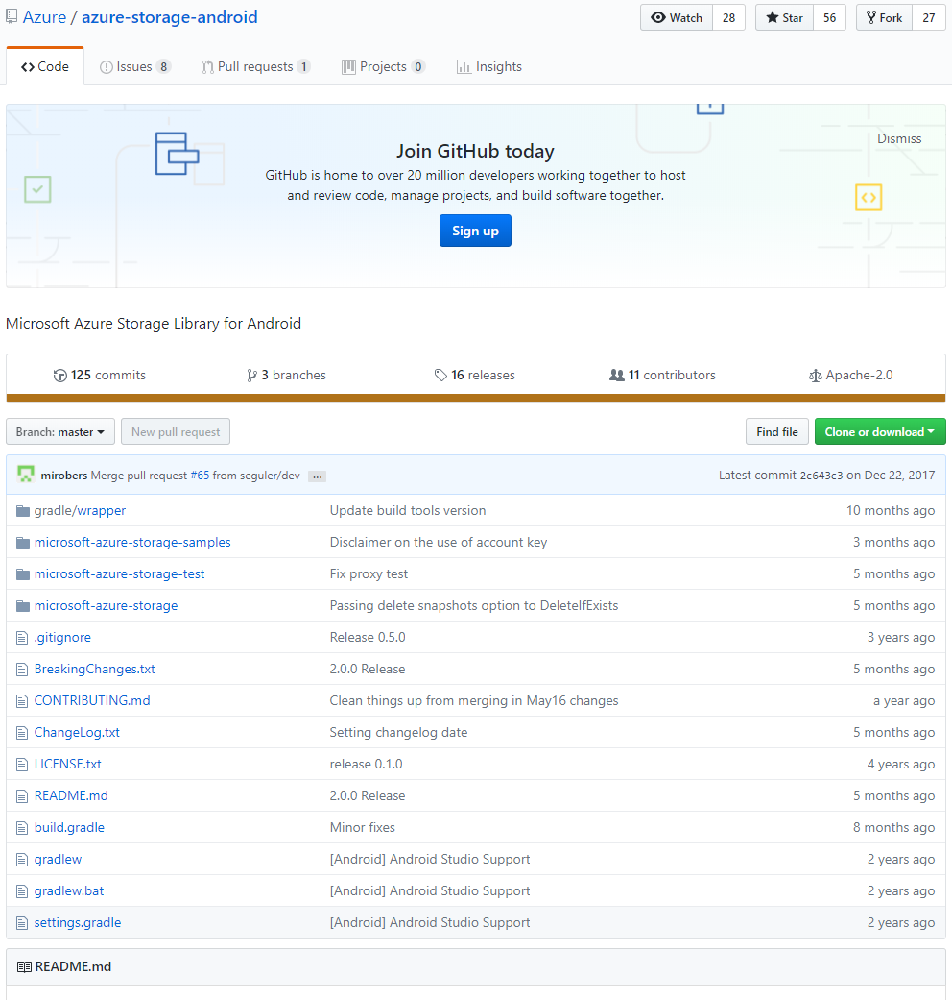 Azure / azure-storage-android Watch 28 Star 56 Fork 27
Code Issues 8 Pull requests 1 Projects 0 Insights
Dismiss
Join GitHub today
GitHub is home to over 20 million developers working together to host
and review code, manage projects, and build software together.
Sign up
Microsoft Azure Storage Library for Android
125 commits 3 branches 16 releases 11 contributors Apache-2.0
Branch: master New pull request Find file Clone or download
mirobers Merge pull request #65 from seguler/dev … Latest commit 2c643c3 on Dec 22, 2017
gradle/wrapper Update build tools version 10 months ago
microsoft-azure-storage-samples Disclaimer on the use of account key 3 months ago
microsoft-azure-storage-test Fix proxy test 5 months ago
microsoft-azure-storage Passing delete snapshots option to DeleteIfExists 5 months ago
.gitignore Release 0.5.0 3 years ago
BreakingChanges.txt 2.0.0 Release 5 months ago
CONTRIBUTING.md Clean things up from merging in May16 changes a year ago
ChangeLog.txt Setting changelog date 5 months ago
LICENSE.txt release 0.1.0 4 years ago
README.md 2.0.0 Release 5 months ago
build.gradle Minor fixes 8 months ago
gradlew [Android] Android Studio Support 2 years ago
gradlew.bat [Android] Android Studio Support 2 years ago
settings.gradle [Android] Android Studio Support 2 years ago
README.md